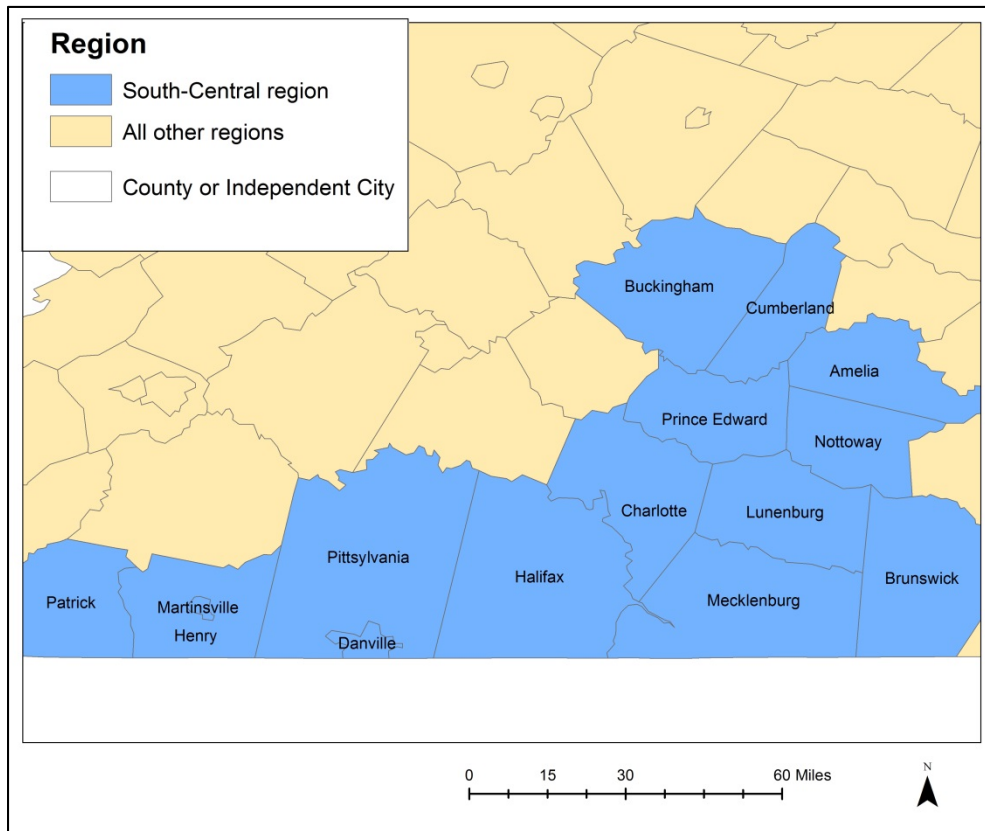 Region
South-Central region
All other regions
County or Independent City
Buckingham
Cumberland
Amelia
Prince Edward
Nottoway
Charlotte
Lunenburg
Pittsylvania
Halifax
Brunswick
Patrick
Martinsville
Mecklenburg
Henry
Danville
0 15 30 60 Miles
N